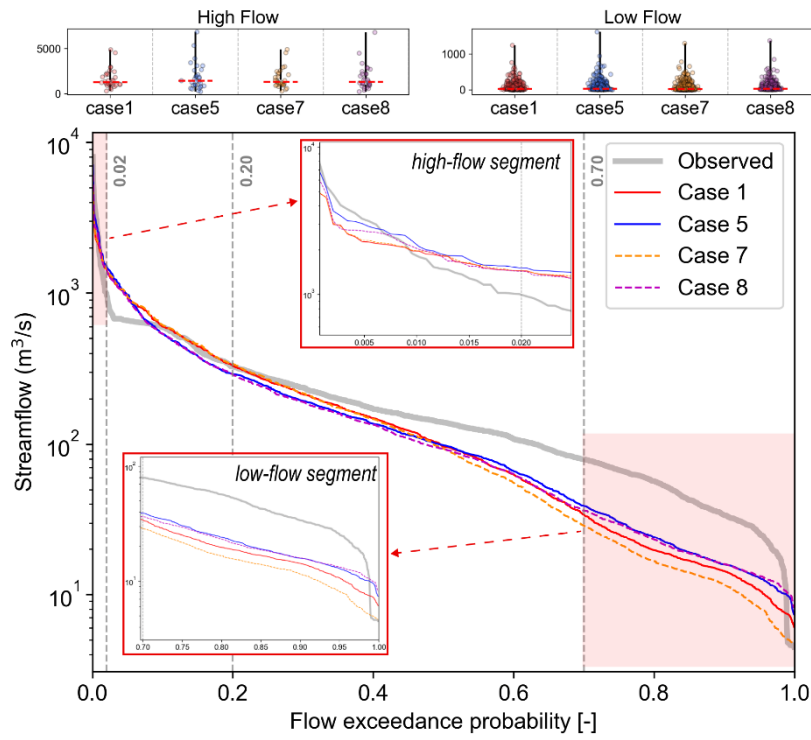 High Flow
Low Flow
5000
0
case1 case5 case7 case8
1000
0
case1 case5 case7 case8
10⁴
10³
10²
10¹
Streamflow (m³/s)
0.02
0.20
0.70
high-flow segment
10⁴
10³
0.005 0.010 0.015 0.020
Observed
Case 1
Case 5
Case 7
Case 8
low-flow segment
10²
10¹
0.70 0.75 0.80 0.85 0.90 0.95 1.00
0.0 0.2 0.4 0.6 0.8 1.0
Flow exceedance probability [-]